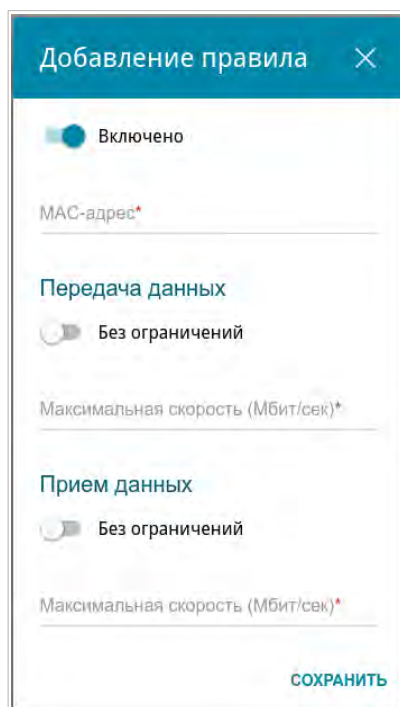 Добавление правила
Включено
MAC-адрес*
Передача данных
Без ограничений
Максимальная скорость (Мбит/сек)*
Прием данных
Без ограничений
Максимальная скорость (Мбит/сек)*
СОХРАНИТЬ